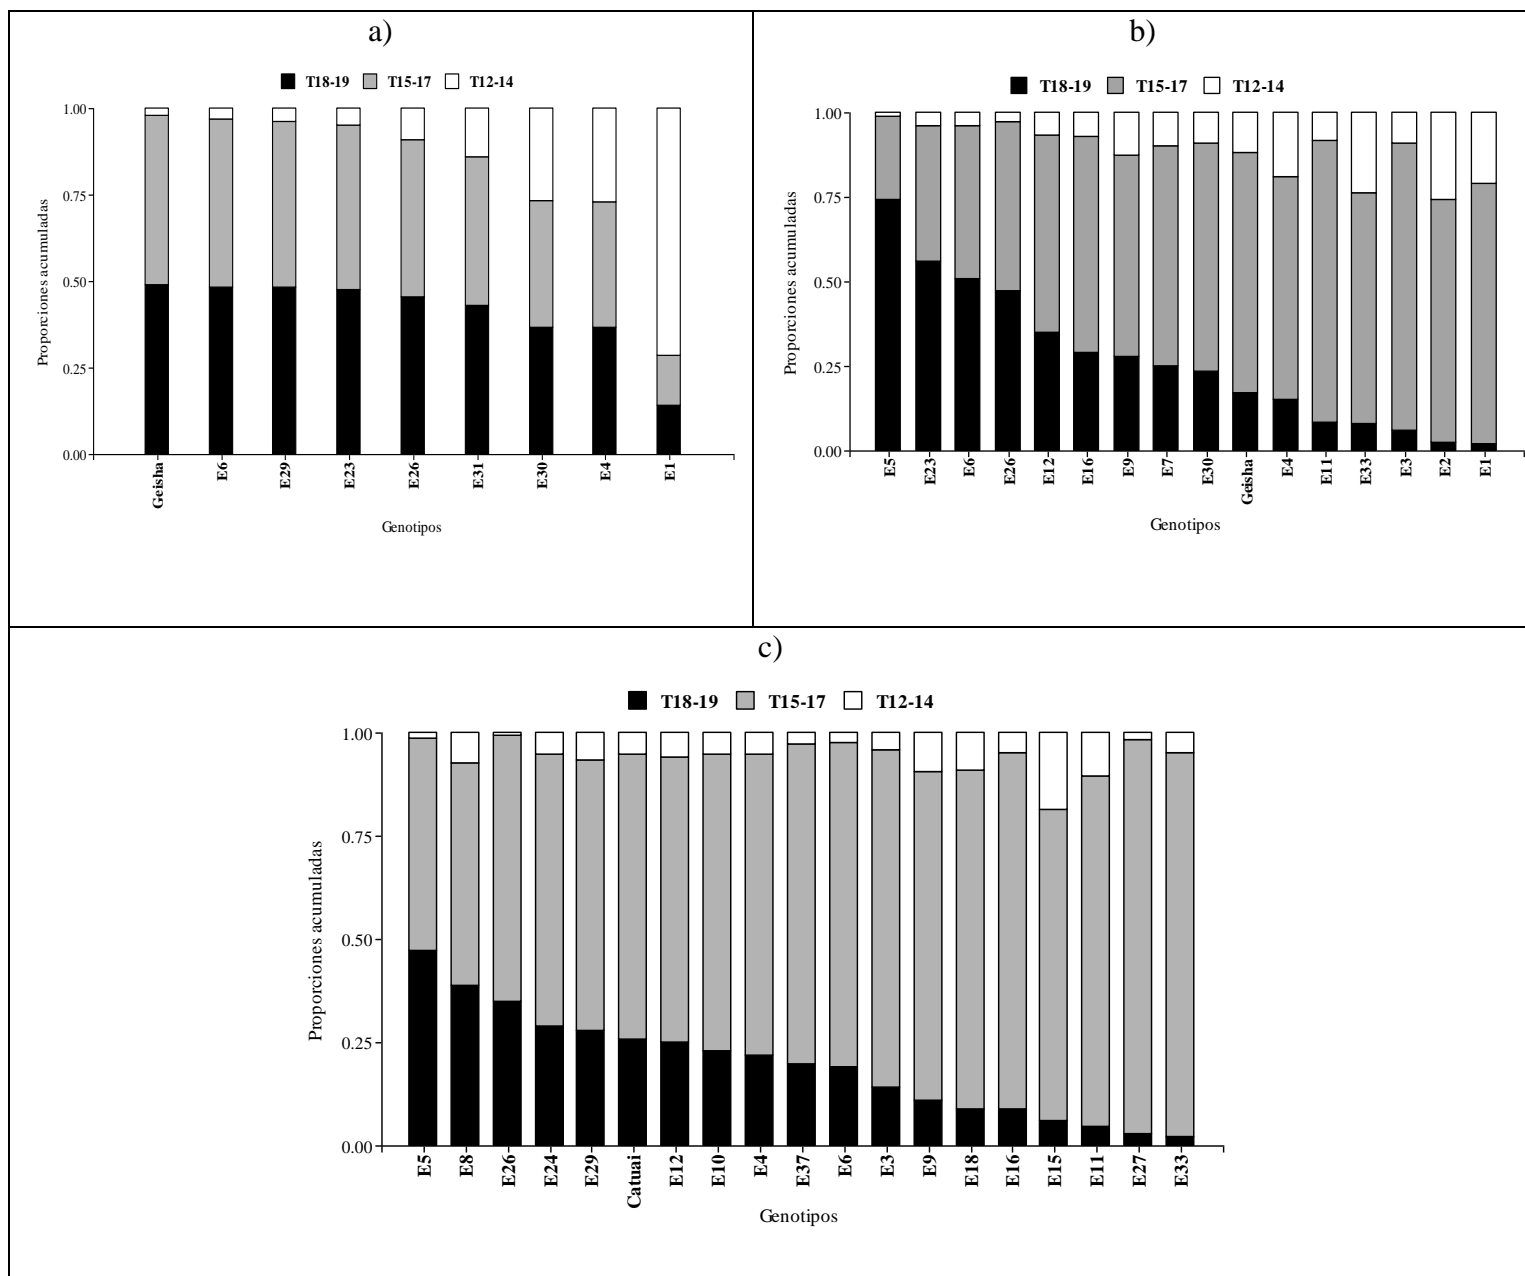 a)
T18-19 T15-17 T12-14
1.00
0.75
0.50
0.25
0.00
Proporciones acumuladas
Geisha E6 E29 E23 E26 E31 E30 E4 E1
Genotipos
b)
T18-19 T15-17 T12-14
1.00
0.75
0.50
0.25
0.00
Proporciones acumuladas
E5 E23 E6 E26 E12 E16 E9 E7 E30 Geisha E4 E11 E33 E3 E2 E1
Genotipos
c)
T18-19 T15-17 T12-14
1.00
0.75
0.50
0.25
0.00
Proporciones acumuladas
E5 E8 E26 E24 E29 Catuai E12 E10 E4 E37 E6 E3 E9 E18 E16 E15 E11 E27 E33
Genotipos